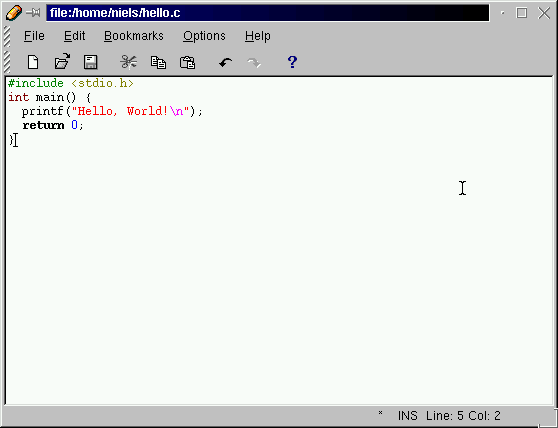 file:/home/niels/hello.c
File Edit Bookmarks Options Help
?
#include <stdio.h>
int main() {
  printf("Hello, World!\n");
  return 0;
}
* INS Line: 5 Col: 2